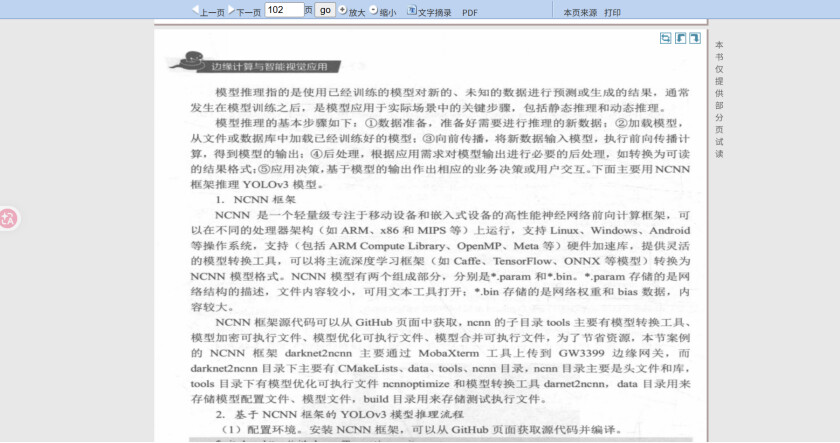 上一页 下一页 102 页 go 放大 缩小 文字摘录 PDF 本页来源 打印
边缘计算与智能视觉应用
模型推理指的是使用已经训练的模型对新的、未知的数据进行预测或生成的结果，通常
发生在模型训练之后，是模型应用于实际场景中的关键步骤，包括静态推理和动态推理。
模型推理的基本步骤如下：①数据准备，准备好需要进行推理的新数据；②加载模型，
从文件或数据库中加载已经训练好的模型；③向前传播，将新数据输入模型，执行前向传播计
算，得到模型的输出；④后处理，根据应用需求对模型输出进行必要的后处理，如转换为可读
的结果格式；⑤应用决策，基于模型的输出作出相应的业务决策或用户交互。下面主要用 NCNN
框架推理 YOLOv3 模型。
1．NCNN 框架
NCNN 是一个轻量级专注于移动设备和嵌入式设备的高性能神经网络前向计算框架，可
以在不同的处理器架构（如 ARM、x86 和 MIPS 等）上运行，支持 Linux、Windows、Android
等操作系统，支持（包括 ARM Compute Library、OpenMP、Meta 等）硬件加速库，提供灵活
的模型转换工具，可以将主流深度学习框架（如 Caffe、TensorFlow、ONNX 等模型）转换为
NCNN 模型格式。NCNN 模型有两个组成部分，分别是*.param 和*.bin。*.param 存储的是网
络结构的描述，文件内容较小，可用文本工具打开；*.bin 存储的是网络权重和 bias 数据，内
容较大。
NCNN 框架源代码可以从 GitHub 页面中获取，ncnn 的子目录 tools 主要有模型转换工具、
模型加密可执行文件、模型优化可执行文件、模型合并可执行文件，为了节省资源，本节案例
的 NCNN 框架 darknet2ncnn 主要通过 MobaXterm 工具上传到 GW3399 边缘网关，而
darknet2ncnn 目录下主要有 CMakeLists、data、tools、ncnn 目录，ncnn 目录主要是头文件和库，
tools 目录下有模型优化可执行文件 ncnnoptimize 和模型转换工具 darnet2ncnn，data 目录用来
存储模型配置文件、模型文件，build 目录用来存储测试执行文件。
2．基于 NCNN 框架的 YOLOv3 模型推理流程
（1）配置环境。安装 NCNN 框架，可以从 GitHub 页面获取源代码并编译。
本书仅提供部分页试读